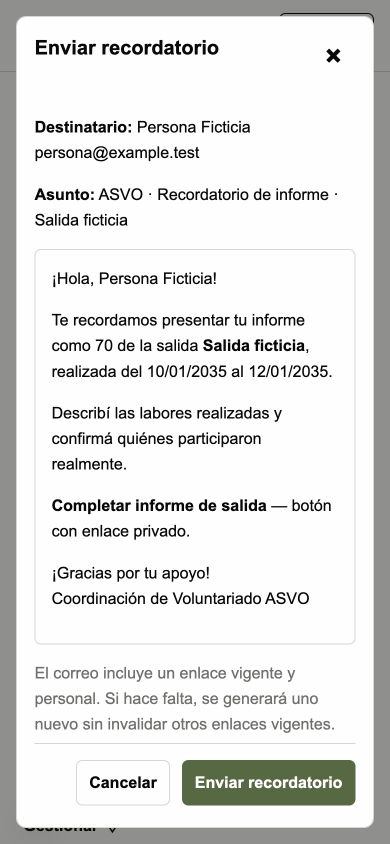 Enviar recordatorio
Destinatario: Persona Ficticia
persona@example.test
Asunto: ASVO · Recordatorio de informe ·
Salida ficticia
¡Hola, Persona Ficticia!
Te recordamos presentar tu informe
como 70 de la salida Salida ficticia,
realizada del 10/01/2035 al 12/01/2035.
Describí las labores realizadas y
confirmá quiénes participaron
realmente.
Completar informe de salida — botón
con enlace privado.
¡Gracias por tu apoyo!
Coordinación de Voluntariado ASVO
El correo incluye un enlace vigente y
personal. Si hace falta, se generará uno
nuevo sin invalidar otros enlaces vigentes.
Cancelar
Enviar recordatorio